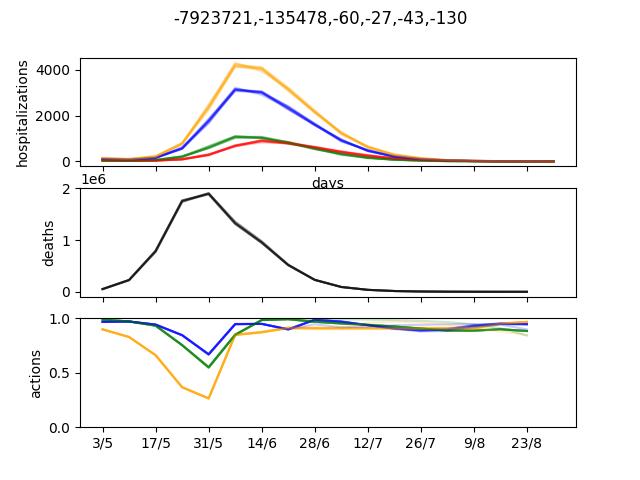 -7923721,-135478,-60,-27,-43,-130
hospitalizations
4000
2000
0
days
1e6
deaths
2
1
0
actions
1.0
0.5
0.0
3/5 17/5 31/5 14/6 28/6 12/7 26/7 9/8 23/8